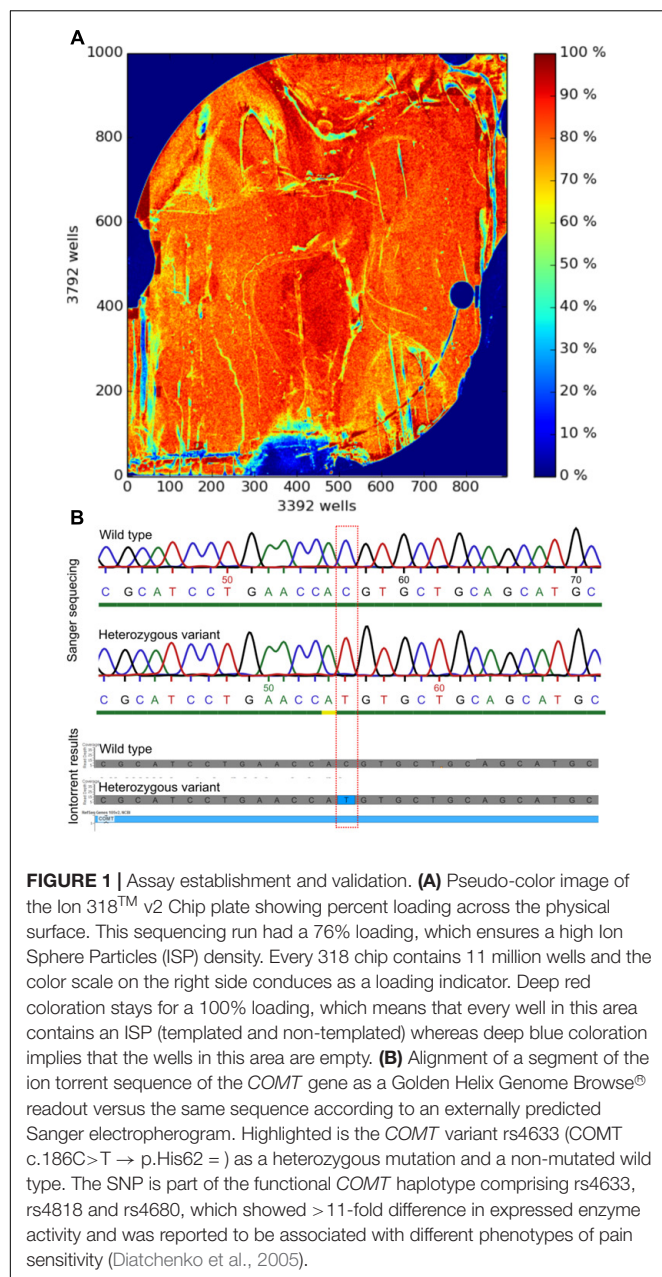 A
1000
800
600
400
200
0
3792 wells
0 100 200 300 400 500 600 700 800
3392 wells
100 %
90 %
80 %
70 %
60 %
50 %
40 %
30 %
20 %
10 %
0 %
B
Sanger sequecing
Wild type
50 60 70
C G C A T C C T G A A C C A C G T G C T G C A G C A T G C
Heterozygous variant
50 60
C G C A T C C T G A A C C A T G T G C T G C A G C A T G C
Iontorrent results
Wild type
C G C A T C C T G A A C C A C G T G C T G C A G C A T G C
Heterozygous variant
C G C A T C C T G A A C C A T G T G C T G C A G C A T G C
COMT
FIGURE 1 | Assay establishment and validation. (A) Pseudo-color image of
the Ion 318™ v2 Chip plate showing percent loading across the physical
surface. This sequencing run had a 76% loading, which ensures a high Ion
Sphere Particles (ISP) density. Every 318 chip contains 11 million wells and the
color scale on the right side conduces as a loading indicator. Deep red
coloration stays for a 100% loading, which means that every well in this area
contains an ISP (templated and non-templated) whereas deep blue coloration
implies that the wells in this area are empty. (B) Alignment of a segment of the
ion torrent sequence of the COMT gene as a Golden Helix Genome Browse®
readout versus the same sequence according to an externally predicted
Sanger electropherogram. Highlighted is the COMT variant rs4633 (COMT
c.186C>T → p.His62 = ) as a heterozygous mutation and a non-mutated wild
type. The SNP is part of the functional COMT haplotype comprising rs4633,
rs4818 and rs4680, which showed >11-fold difference in expressed enzyme
activity and was reported to be associated with different phenotypes of pain
sensitivity (Diatchenko et al., 2005).